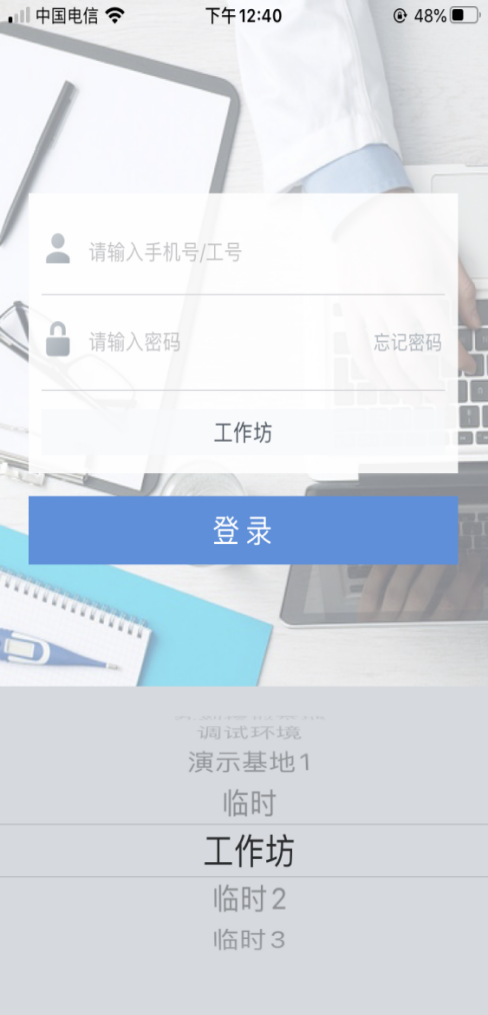 中国电信 下午12:40 48%
请输入手机号/工号
请输入密码 忘记密码
工作坊
登录
调试环境
演示基地1
临时
工作坊
临时2
临时3